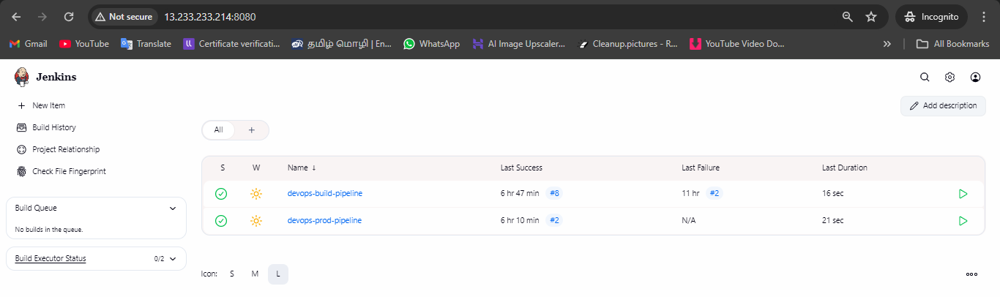 Not secure 13.233.233.214:8080 Incognito
Gmail YouTube Translate Certificate verificati... தமிழ் மொழி | En... WhatsApp AI Image Upscaler... Cleanup.pictures - R... YouTube Video Do... » All Bookmarks
Jenkins
+ New Item
Add description
Build History
All +
Project Relationship
Check File Fingerprint
S W Name ↓ Last Success Last Failure Last Duration
devops-build-pipeline 6 hr 47 min #8 11 hr #2 16 sec
devops-prod-pipeline 6 hr 10 min #2 N/A 21 sec
Build Queue
No builds in the queue.
Build Executor Status 0/2
Icon: S M L